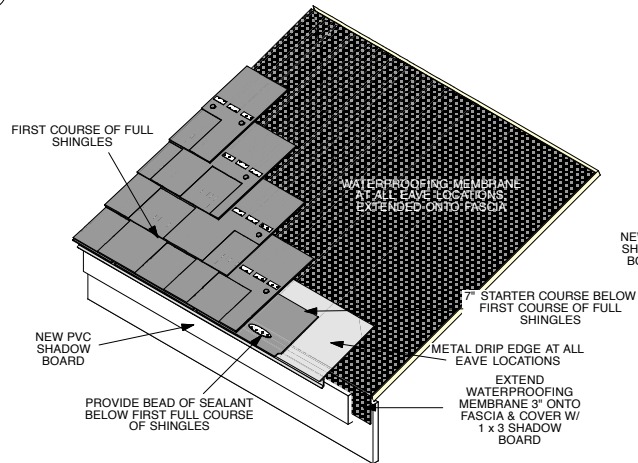 FIRST COURSE OF FULL
SHINGLES
WATERPROOFING MEMBRANE
AT ALL EAVE LOCATIONS
EXTENDED ONTO FASCIA
7" STARTER COURSE BELOW
FIRST COURSE OF FULL
SHINGLES
NEW PVC
SHADOW
BOARD
METAL DRIP EDGE AT ALL
EAVE LOCATIONS
PROVIDE BEAD OF SEALANT
BELOW FIRST FULL COURSE
OF SHINGLES
EXTEND
WATERPROOFING
MEMBRANE 3" ONTO
FASCIA & COVER W/
1 x 3 SHADOW
BOARD